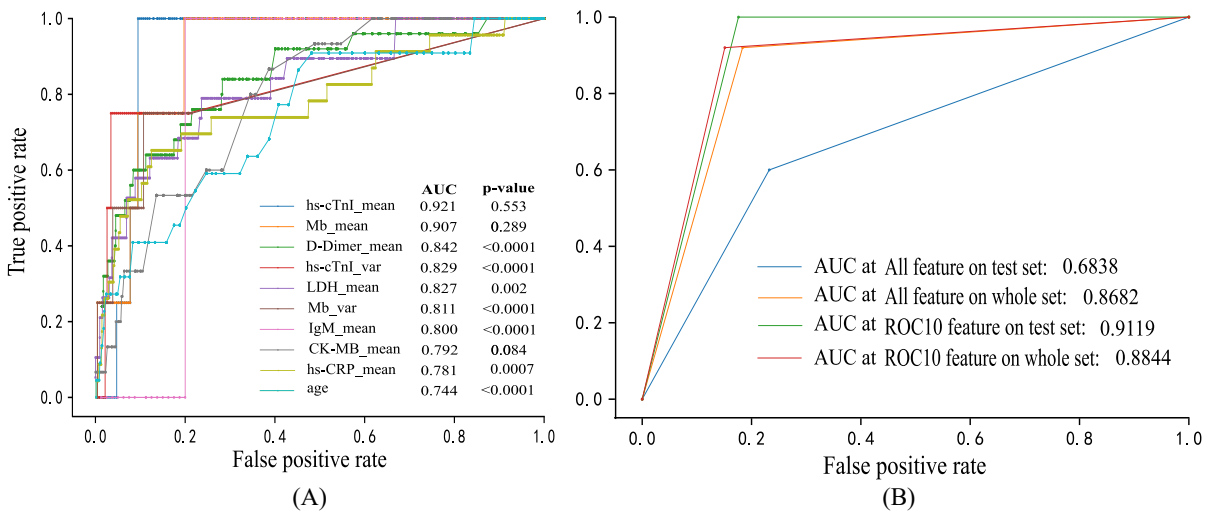 1.0
0.8
0.6
0.4
0.2
0.0
True positive rate
AUC p-value
hs-cTnI_mean 0.921 0.553
Mb_mean 0.907 0.289
D-Dimer_mean 0.842 <0.0001
hs-cTnI_var 0.829 <0.0001
LDH_mean 0.827 0.002
Mb_var 0.811 <0.0001
IgM_mean 0.800 <0.0001
CK-MB_mean 0.792 0.084
hs-CRP_mean 0.781 0.0007
age 0.744 <0.0001
0.0 0.2 0.4 0.6 0.8 1.0
False positive rate
(A)
1.0
0.8
0.6
0.4
0.2
0.0
AUC at All feature on test set: 0.6838
AUC at All feature on whole set: 0.8682
AUC at ROC10 feature on test set: 0.9119
AUC at ROC10 feature on whole set: 0.8844
0.0 0.2 0.4 0.6 0.8 1.0
False positive rate
(B)